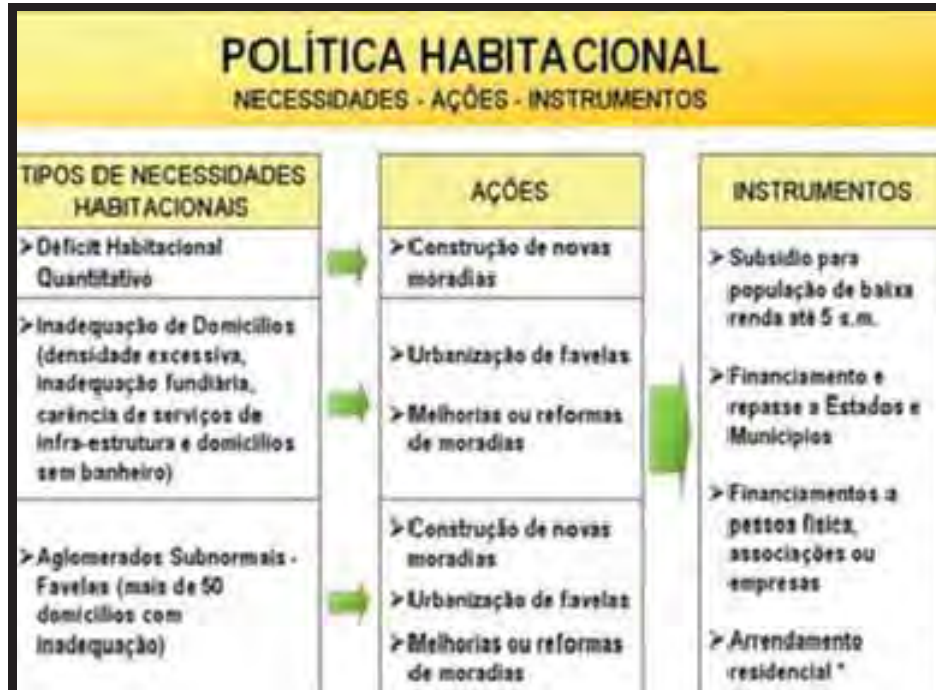 POLÍTICA HABITACIONAL
NECESSIDADES - AÇÕES - INSTRUMENTOS
TIPOS DE NECESSIDADES
HABITACIONAIS
➢ Déficit Habitacional
Quantitativo
➢ Inadequação de Domicílios
(densidade excessiva,
inadequação fundiária,
carência de serviços de
infra-estrutura e domicílios
sem banheiro)
➢ Aglomerados Subnormais -
Favelas (mais de 50
domicílios com
inadequação)
AÇÕES
➢ Construção de novas
moradias
➢ Urbanização de favelas
➢ Melhorias ou reformas
de moradias
➢ Construção de novas
moradias
➢ Urbanização de favelas
➢ Melhorias ou reformas
de moradias
INSTRUMENTOS
➢ Subsídio para
população de baixa
renda até 5 s.m.
➢ Financiamento e
repasse a Estados e
Municípios
➢ Financiamentos a
pessoa física,
associações ou
empresas
➢ Arrendamento
residencial *